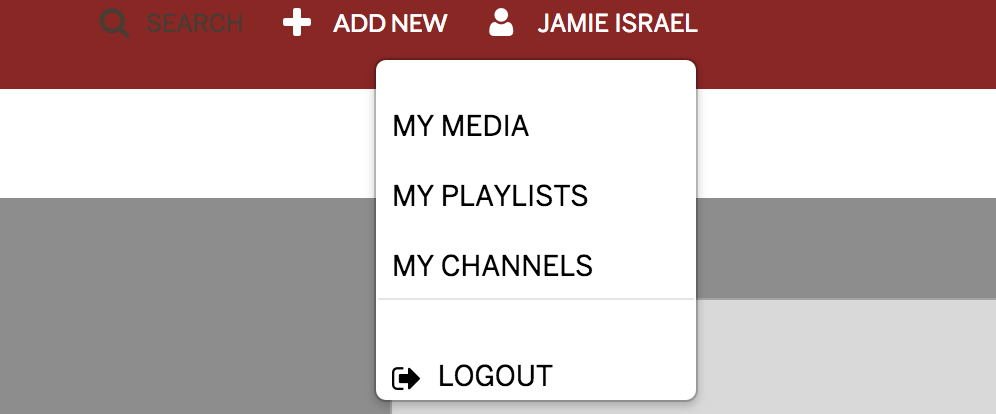 SEARCH ADD NEW JAMIE ISRAEL
MY MEDIA
MY PLAYLISTS
MY CHANNELS
LOGOUT